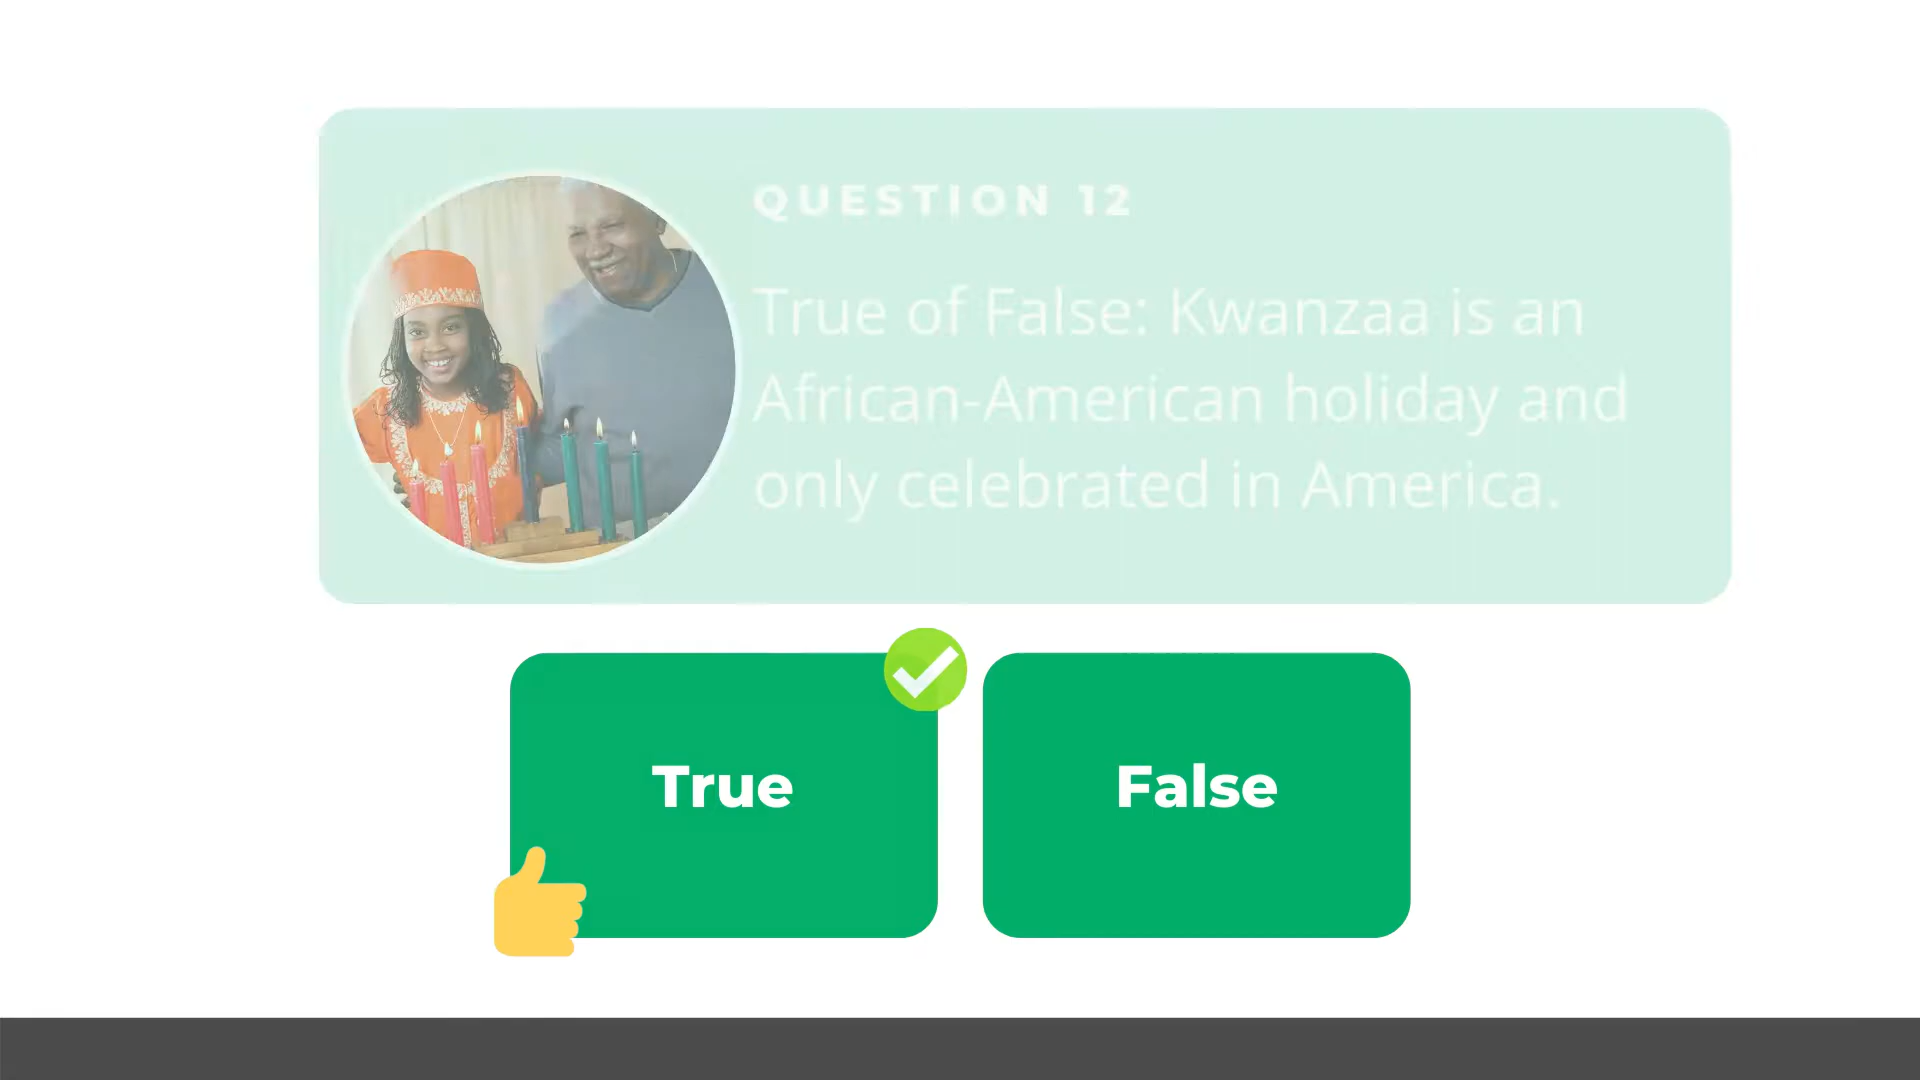 QUESTION 12
True of False: Kwanzaa is an
African-American holiday and
only celebrated in America.
True
False